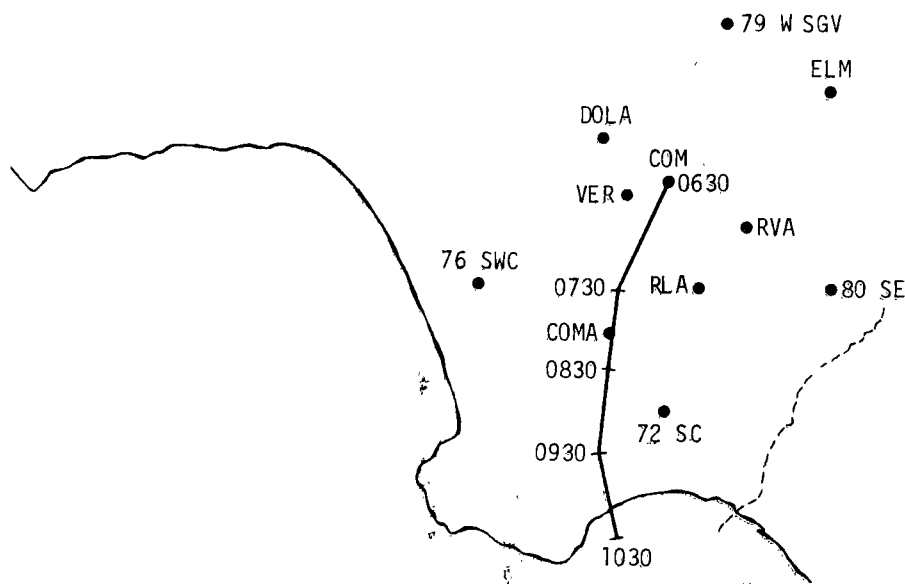 79 W SGV
ELM
DOLA
COM
0630
VER
RVA
76 SWC
0730
RLA
80 SE
COMA
0830
72 SC
0930
1030